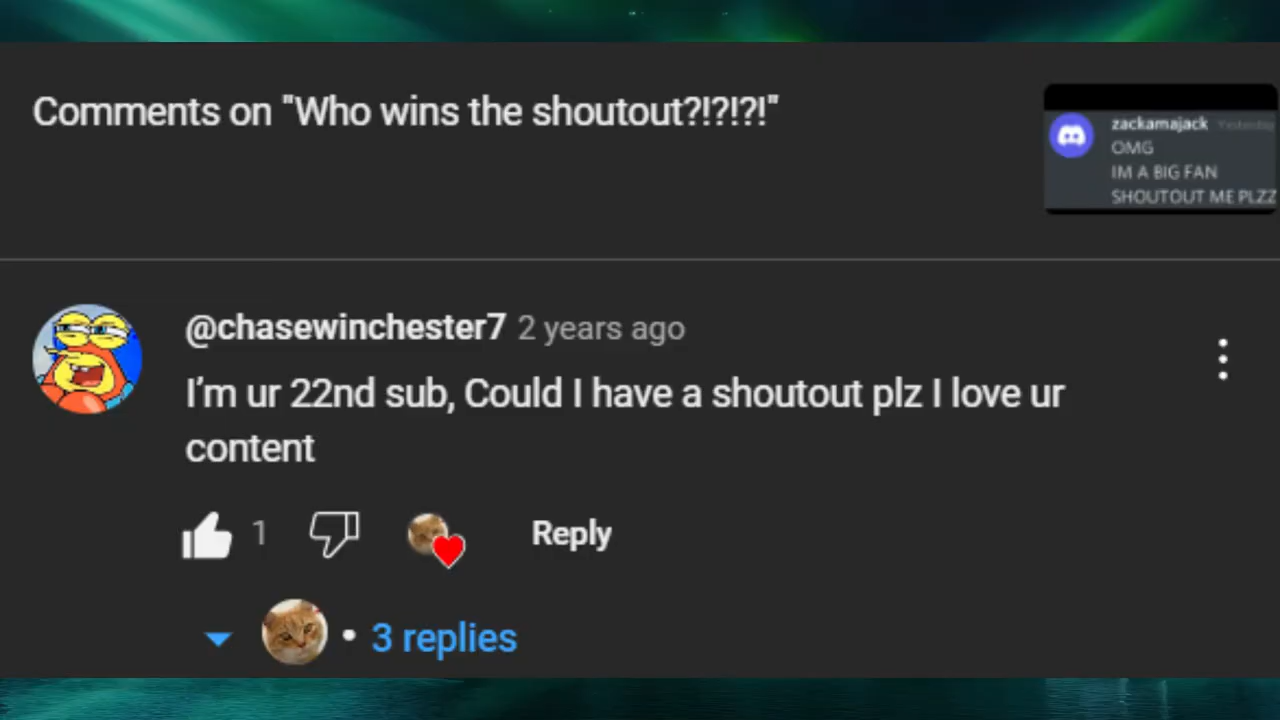 Comments on "Who wins the shoutout?!?!?!"
zackamajack Yesterday
OMG
IM A BIG FAN
SHOUTOUT ME PLZZ
@chasewinchester7 2 years ago
I'm ur 22nd sub, Could I have a shoutout plz I love ur
content
1
Reply
• 3 replies